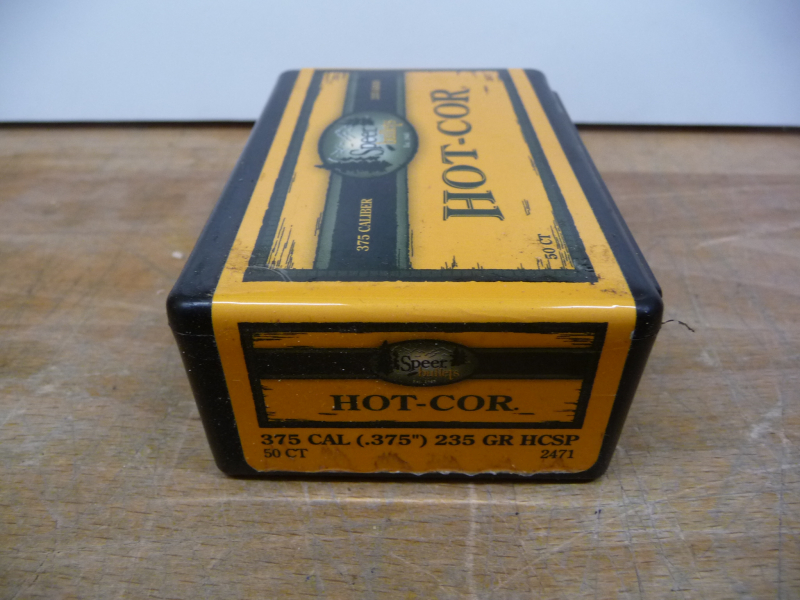 Speer
375 CALIBER
HOT-COR
50 CT
Speer
HOT-COR
375 CAL (.375") 235 GR HCSP
50 CT 2471